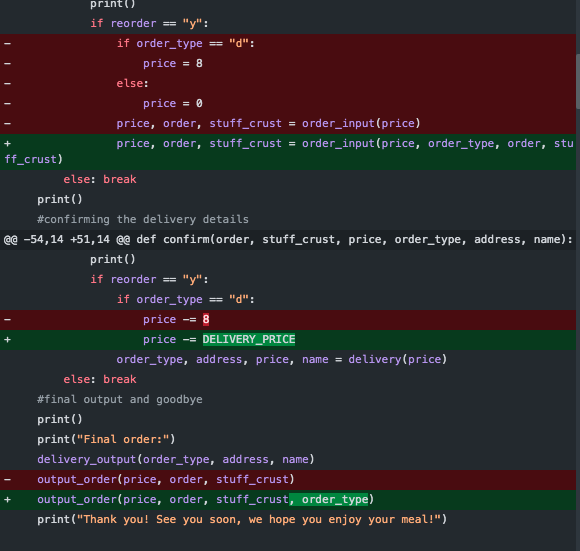 print()
            if reorder == "y":
-                if order_type == "d":
-                    price = 8
-                else:
-                    price = 0
-                price, order, stuff_crust = order_input(price)
+                price, order, stuff_crust = order_input(price, order_type, order, stu
ff_crust)
        else: break
    print()
    #confirming the delivery details
@@ -54,14 +51,14 @@ def confirm(order, stuff_crust, price, order_type, address, name):
            print()
            if reorder == "y":
                if order_type == "d":
-                    price -= 8
+                    price -= DELIVERY_PRICE
                order_type, address, price, name = delivery(price)
        else: break
    #final output and goodbye
    print()
    print("Final order:")
    delivery_output(order_type, address, name)
-    output_order(price, order, stuff_crust)
+    output_order(price, order, stuff_crust, order_type)
    print("Thank you! See you soon, we hope you enjoy your meal!")